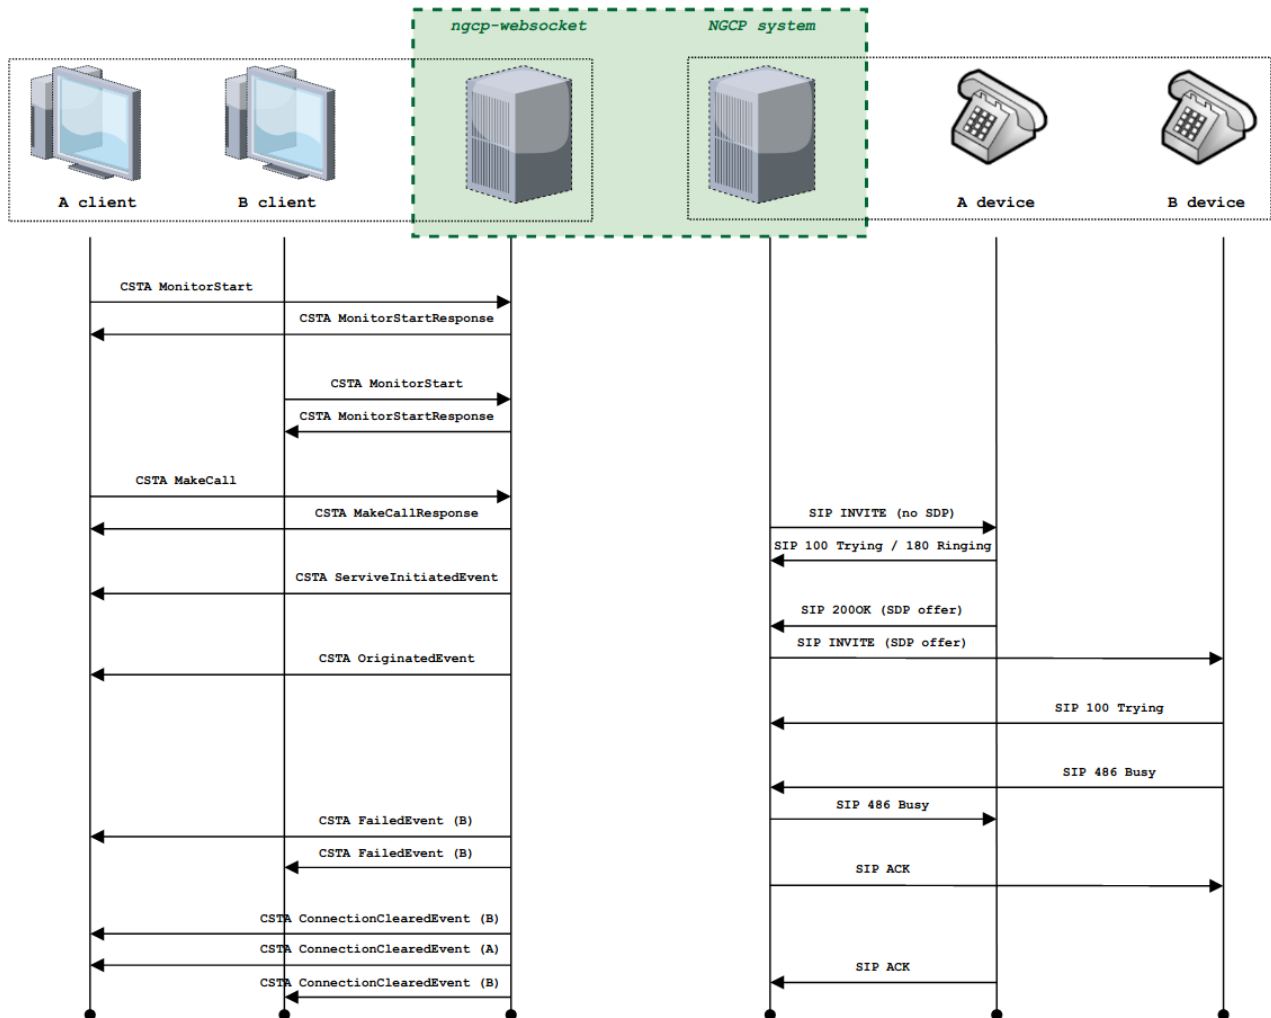 ngcp-websocket
NGCP system
A client
B client
A device
B device
CSTA MonitorStart
CSTA MonitorStartResponse
CSTA MonitorStart
CSTA MonitorStartResponse
CSTA MakeCall
CSTA MakeCallResponse
SIP INVITE (no SDP)
SIP 100 Trying / 180 Ringing
CSTA ServiveInitiatedEvent
SIP 200OK (SDP offer)
SIP INVITE (SDP offer)
CSTA OriginatedEvent
SIP 100 Trying
SIP 486 Busy
SIP 486 Busy
CSTA FailedEvent (B)
CSTA FailedEvent (B)
SIP ACK
CSTA ConnectionClearedEvent (B)
CSTA ConnectionClearedEvent (A)
SIP ACK
CSTA ConnectionClearedEvent (B)